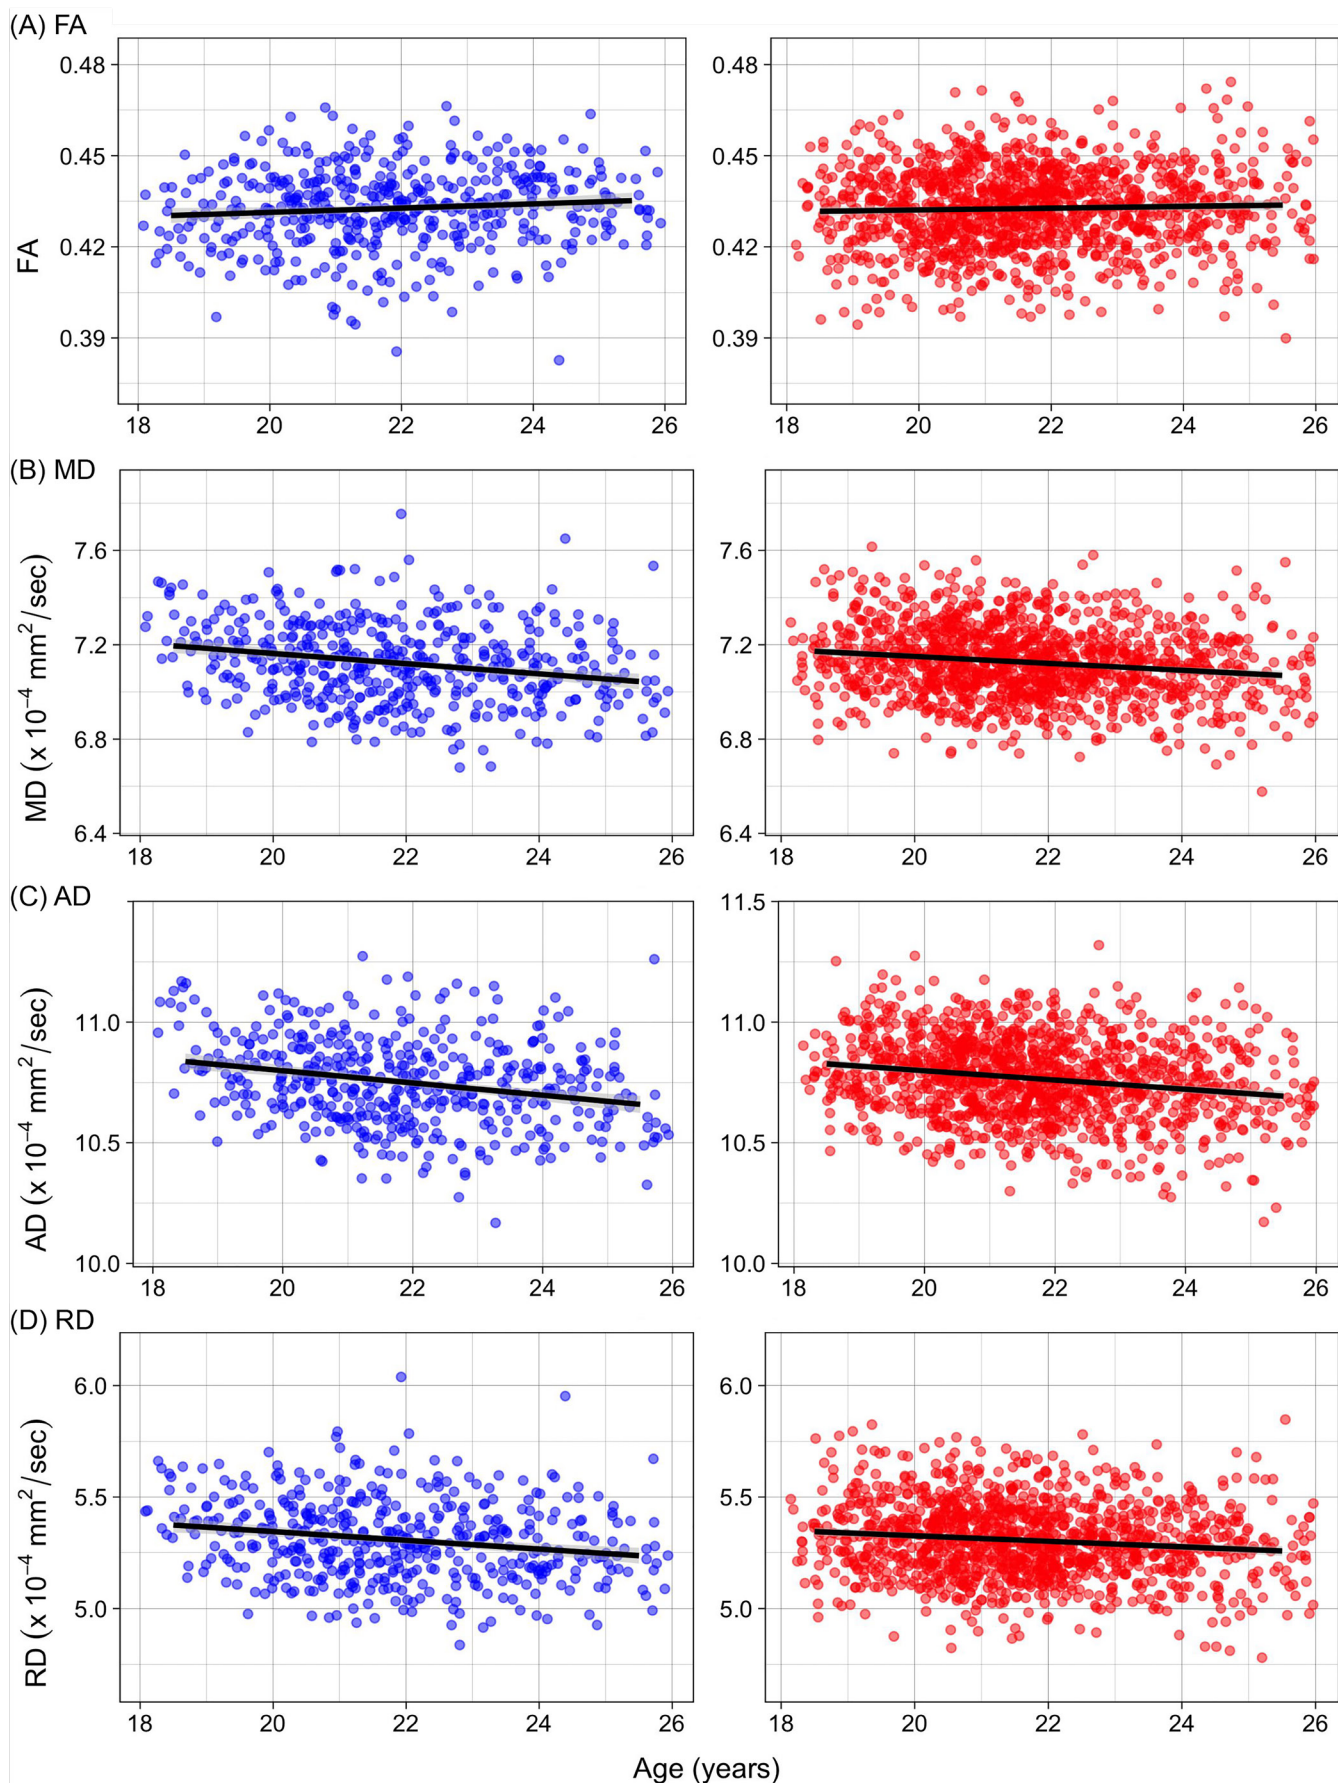 (A) FA
0.48 0.48
0.45 0.45
0.42 0.42
0.39 0.39
FA
18 20 22 24 26 18 20 22 24 26
(B) MD
7.6 7.6
7.2 7.2
6.8 6.8
6.4 6.4
MD (x 10⁻⁴ mm²/sec)
18 20 22 24 26 18 20 22 24 26
(C) AD
11.5
11.0 11.0
10.5 10.5
10.0 10.0
AD (x 10⁻⁴ mm²/sec)
18 20 22 24 26 18 20 22 24 26
(D) RD
6.0 6.0
5.5 5.5
5.0 5.0
RD (x 10⁻⁴ mm²/sec)
18 20 22 24 26 18 20 22 24 26
Age (years)